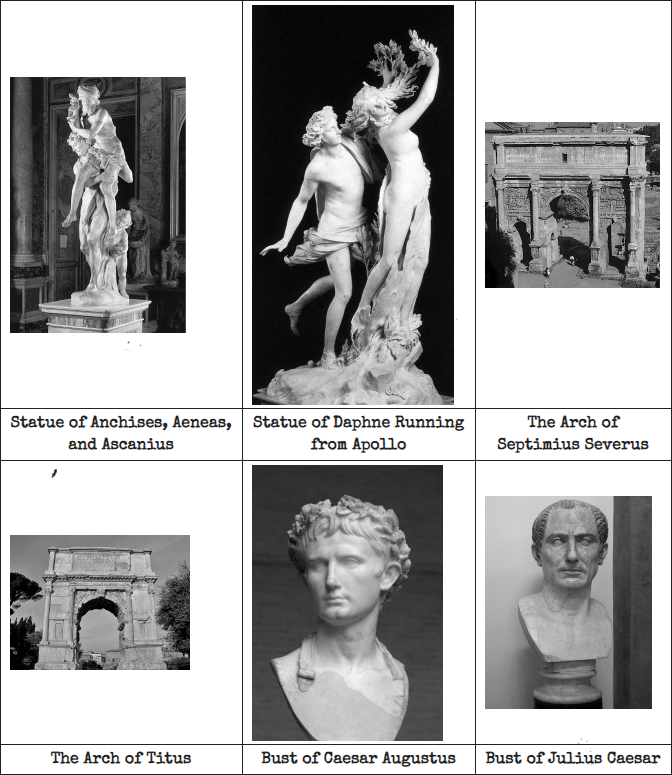 Statue of Anchises, Aeneas,
and Ascanius
Statue of Daphne Running
from Apollo
The Arch of
Septimius Severus
The Arch of Titus
Bust of Caesar Augustus
Bust of Julius Caesar